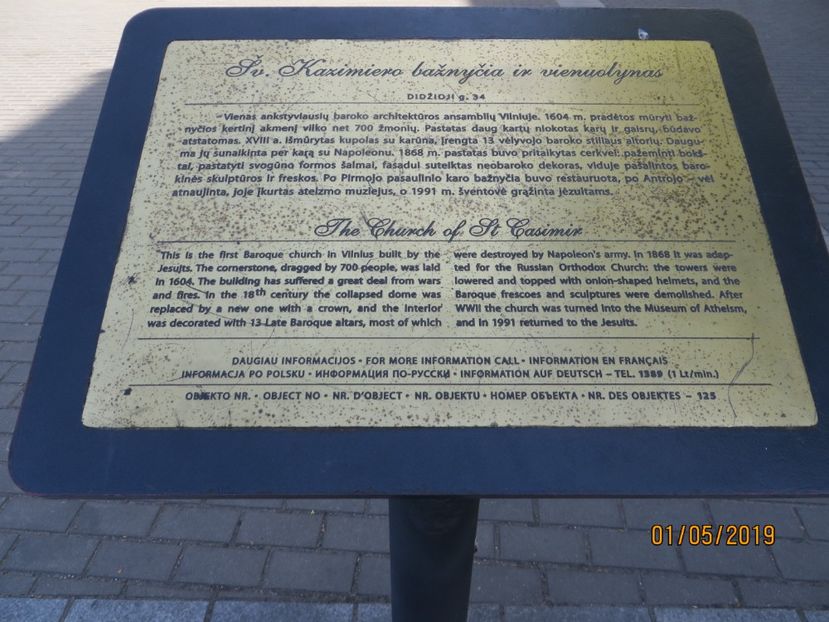 Šv. Kazimiero bažnyčia ir vienuolynas
DIDŽIOJI g. 34
Vienas ankstyviausių baroko architektūros ansamblių Vilniuje. 1604 m. pradėtos mūryti baž-
nyčios kertinį akmenį vilko net 700 žmonių. Pastatas daug kartų niokotas karų ir gaisrų, būdavo
atstatomas. XVIII a. išmūrytas kupolas su karūna, įrengta 13 vėlyvojo baroko stiliaus altorių. Daugu-
ma jų sunaikinta per karą su Napoleonu. 1868 m. pastatas buvo pritaikytas cerkvei: pažeminti bokš-
tai, pastatyti svogūno formos šalmai, fasadui suteiktas neobaroko dekoras, viduje pašalintos baro-
kinės skulptūros ir freskos. Po Pirmojo pasaulinio karo bažnyčia buvo restauruota, po Antrojo – vėl
atnaujinta, joje įkurtas ateizmo muziejus, o 1991 m. šventovė grąžinta jėzuitams.
The Church of St Casimir
This is the first Baroque church in Vilnius built by the
Jesuits. The cornerstone, dragged by 700 people, was laid
in 1604. The building has suffered a great deal from wars
and fires. In the 18th century the collapsed dome was
replaced by a new one with a crown, and the interior
was decorated with 13 Late Baroque altars, most of which
were destroyed by Napoleon's army. In 1868 it was adap-
ted for the Russian Orthodox Church: the towers were
lowered and topped with onion-shaped helmets, and the
Baroque frescoes and sculptures were demolished. After
WWII the church was turned into the Museum of Atheism,
and in 1991 returned to the Jesuits.
DAUGIAU INFORMACIJOS • FOR MORE INFORMATION CALL • INFORMATION EN FRANÇAIS
INFORMACJA PO POLSKU • ИНФОРМАЦИЯ ПО-РУССКИ • INFORMATION AUF DEUTSCH – TEL. 1389 (1 Lt/min.)
OBJEKTO NR. • OBJECT NO • NR. D'OBJECT • NR. OBJEKTU • НОМЕР ОБЪЕКТА • NR. DES OBJEKTES – 125
01/05/2019